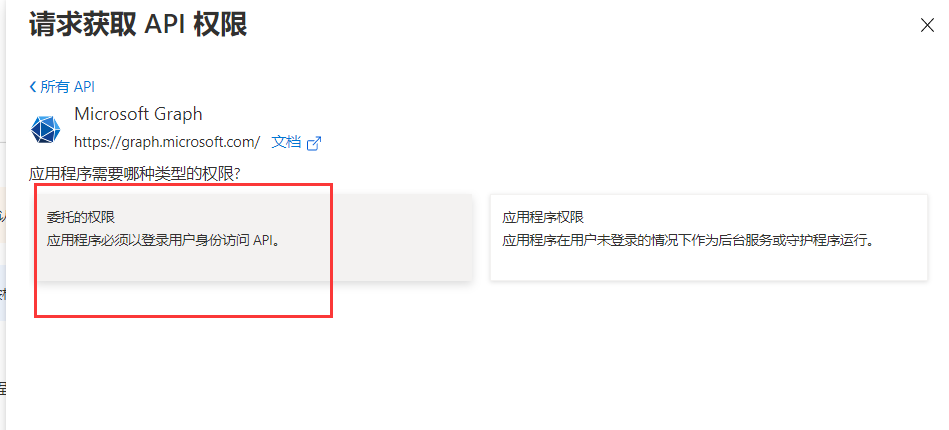 请求获取 API 权限
所有 API
Microsoft Graph
https://graph.microsoft.com/ 文档
应用程序需要哪种类型的权限?
委托的权限
应用程序必须以登录用户身份访问 API。
应用程序权限
应用程序在用户未登录的情况下作为后台服务或守护程序运行。